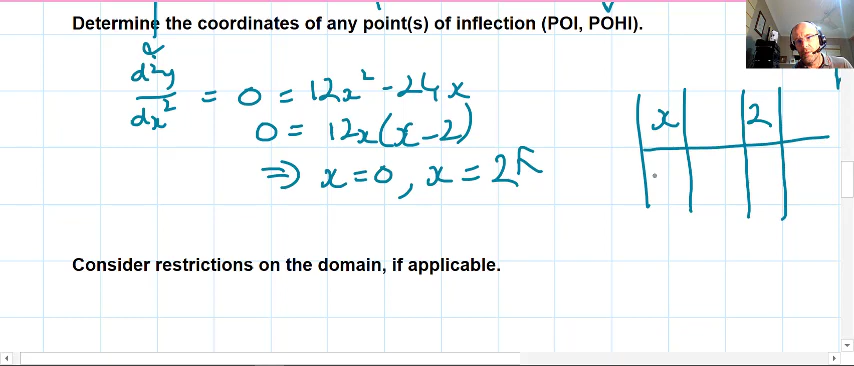 Determine the coordinates of any point(s) of inflection (POI, POHI).
d²y/dx² = 0 = 12x² - 24x
0 = 12x(x - 2)
⇒ x = 0, x = 2
x 2
Consider restrictions on the domain, if applicable.